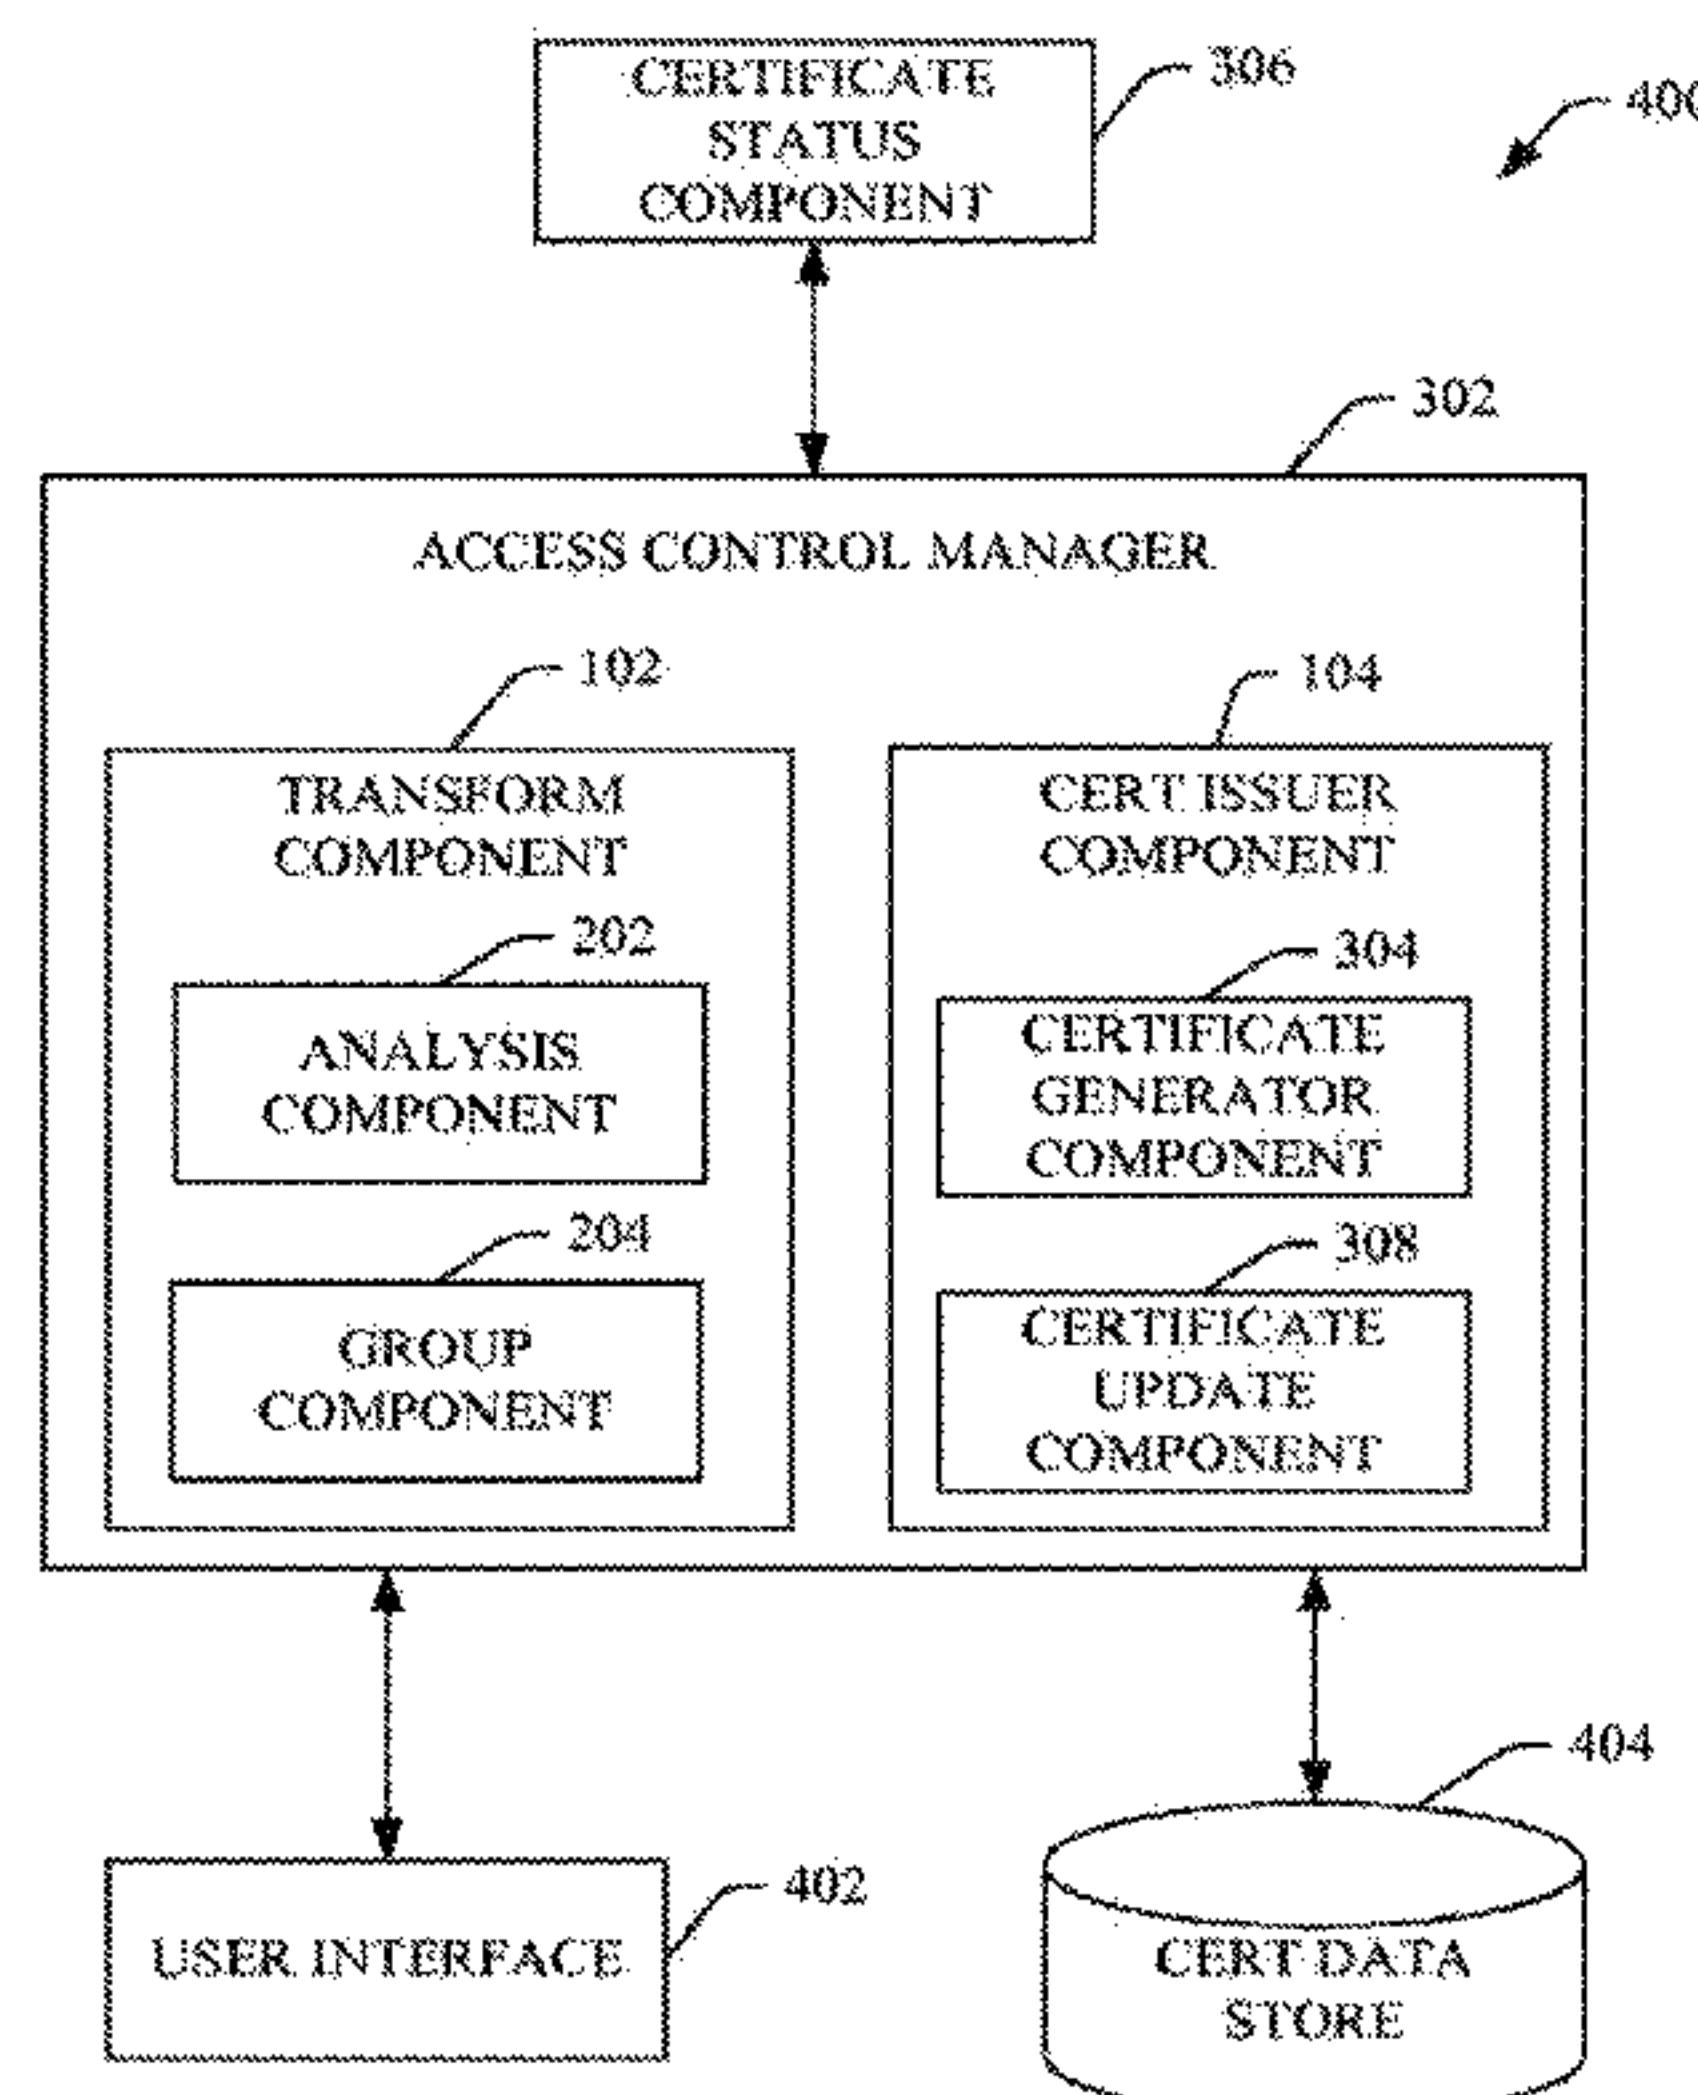 CERTIFICATE
STATUS
COMPONENT
306
400
302
ACCESS CONTROL MANAGER
102
104
TRANSFORM
COMPONENT
CERT ISSUER
COMPONENT
202
304
ANALYSIS
COMPONENT
CERTIFICATE
GENERATOR
COMPONENT
204
308
GROUP
COMPONENT
CERTIFICATE
UPDATE
COMPONENT
404
402
USER INTERFACE
CERT DATA
STORE